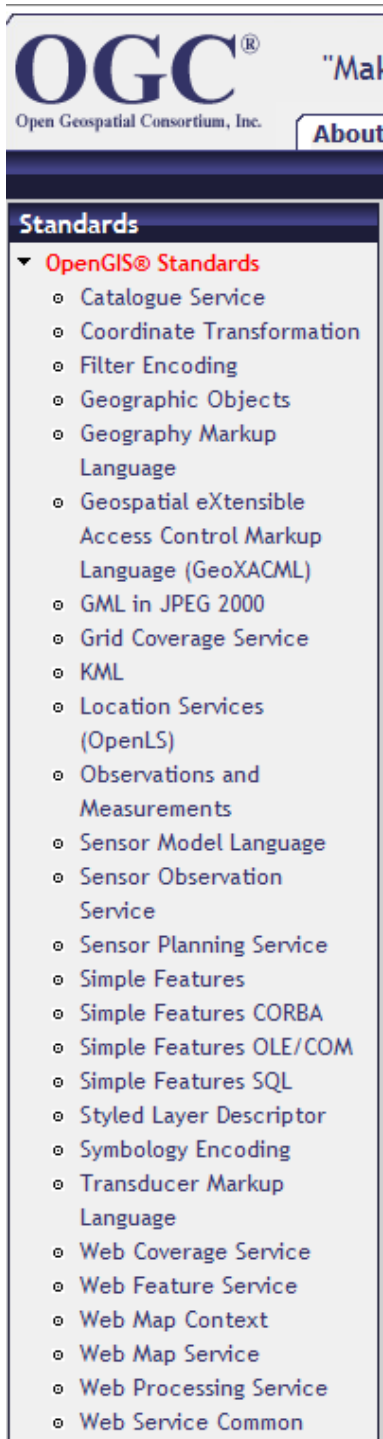 OGC®
"Mak
Open Geospatial Consortium, Inc.
About
Standards
OpenGIS® Standards
Catalogue Service
Coordinate Transformation
Filter Encoding
Geographic Objects
Geography Markup
Language
Geospatial eXtensible
Access Control Markup
Language (GeoXACML)
GML in JPEG 2000
Grid Coverage Service
KML
Location Services
(OpenLS)
Observations and
Measurements
Sensor Model Language
Sensor Observation
Service
Sensor Planning Service
Simple Features
Simple Features CORBA
Simple Features OLE/COM
Simple Features SQL
Styled Layer Descriptor
Symbology Encoding
Transducer Markup
Language
Web Coverage Service
Web Feature Service
Web Map Context
Web Map Service
Web Processing Service
Web Service Common